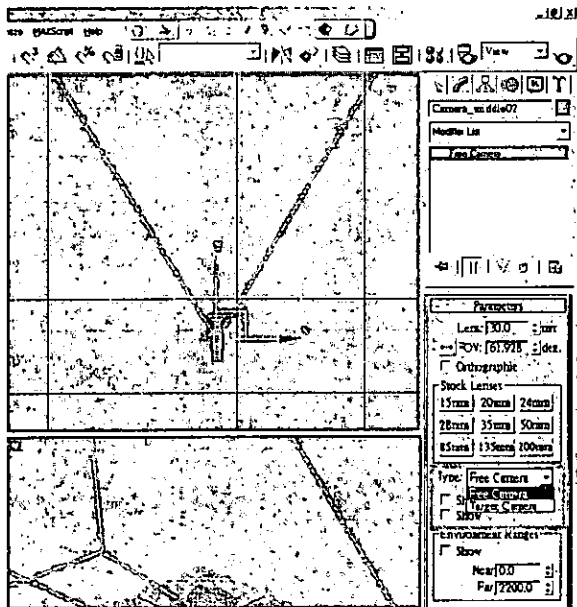 MAXScript Help
View
Camera_middle02
Modifier List
Free Camera
Parameters
Lens: 30.0 mm
FOV: 61.928 deg.
Orthographic
Stock Lenses
15mm 20mm 24mm
28mm 35mm 50mm
85mm 135mm 200mm
Type: Free Camera
Free Camera
Target Camera
Show
Environment Ranges
Show
Near 0.0
Far 2200.0